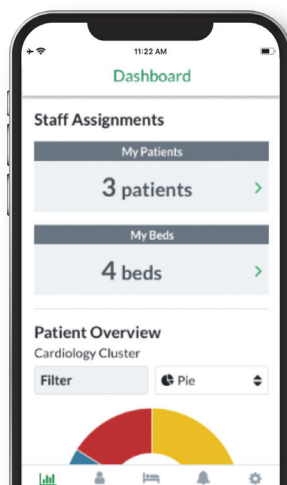 11:22 AM
Dashboard
Staff Assignments
My Patients
3 patients
My Beds
4 beds
Patient Overview
Cardiology Cluster
Filter
Pie